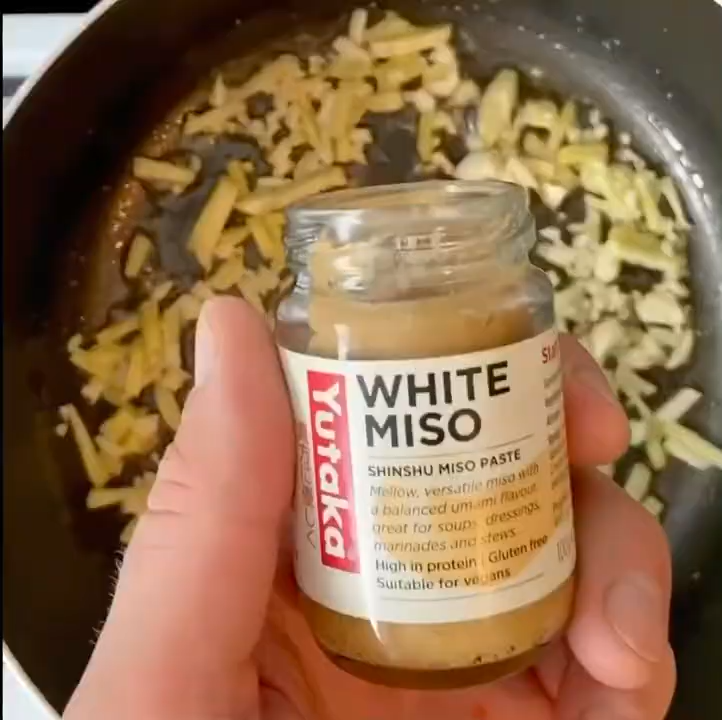 Yutaka
WHITE
MISO
SHINSHU MISO PASTE
Mellow, versatile miso with
a balanced umami flavour,
great for soups, dressings,
marinades and stews.
High in protein Gluten free
Suitable for vegans